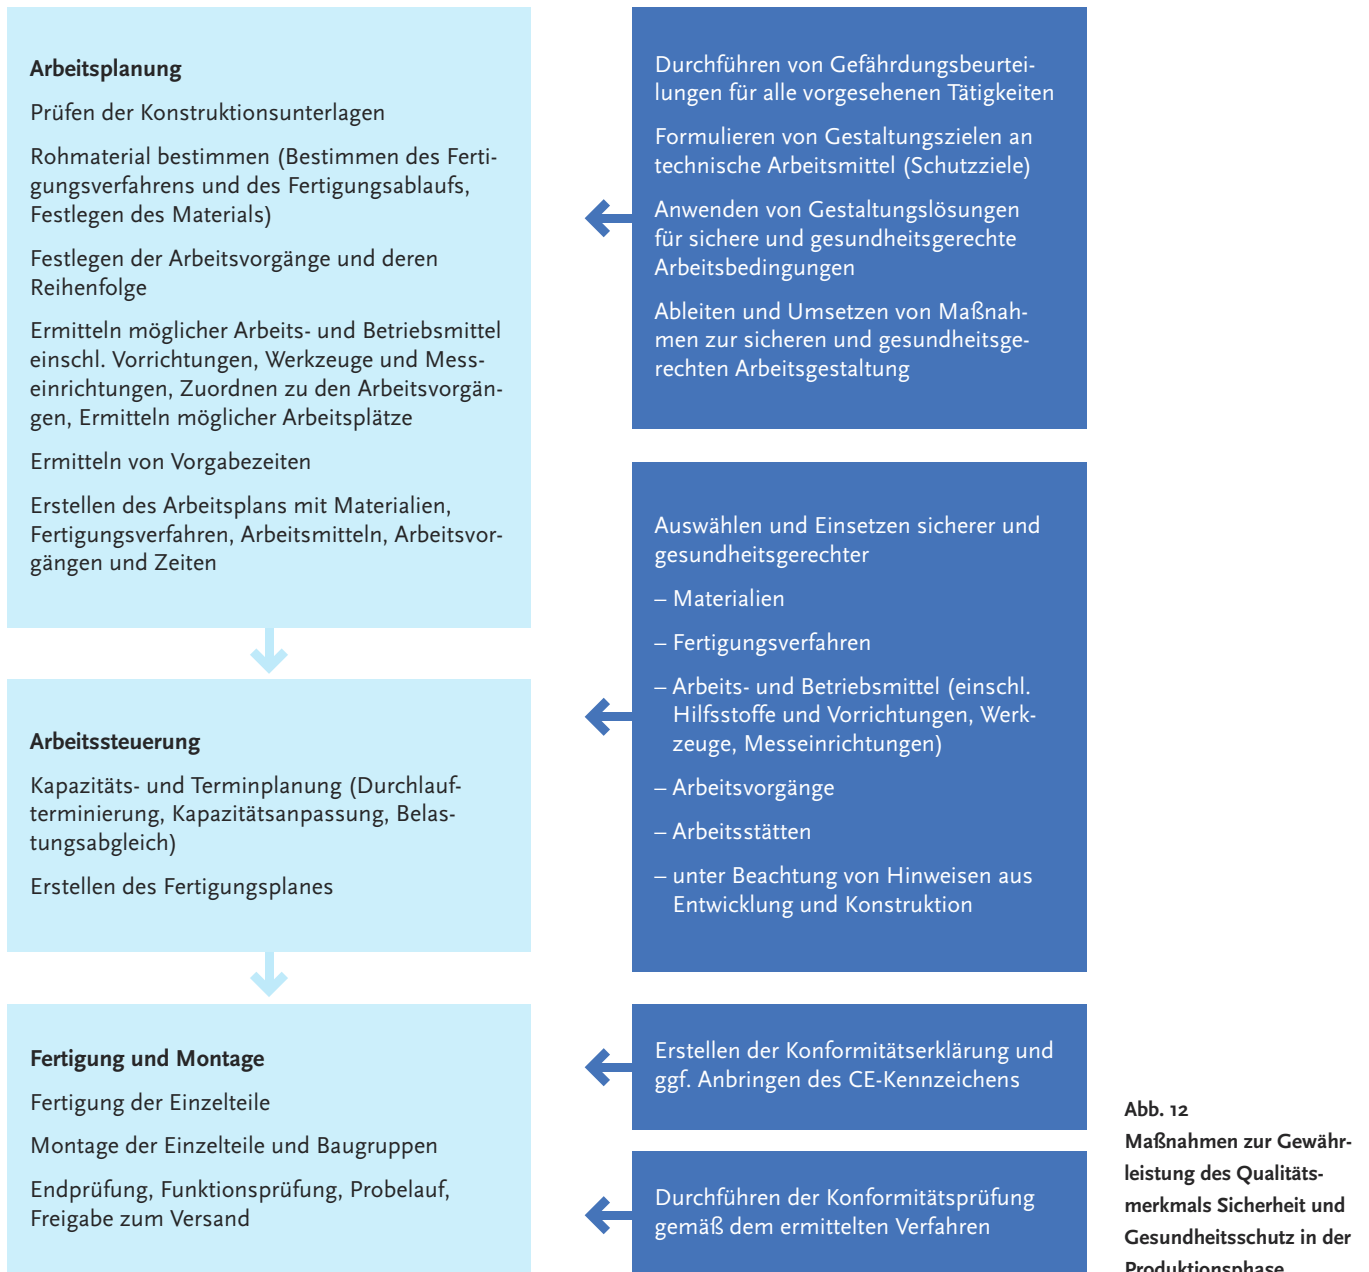 Arbeitsplanung
Prüfen der Konstruktionsunterlagen
Rohmaterial bestimmen (Bestimmen des Ferti-
gungsverfahrens und des Fertigungsablaufs,
Festlegen des Materials)
Festlegen der Arbeitsvorgänge und deren
Reihenfolge
Ermitteln möglicher Arbeits- und Betriebsmittel
einschl. Vorrichtungen, Werkzeuge und Mess-
einrichtungen, Zuordnen zu den Arbeitsvorgän-
gen, Ermitteln möglicher Arbeitsplätze
Ermitteln von Vorgabezeiten
Erstellen des Arbeitsplans mit Materialien,
Fertigungsverfahren, Arbeitsmitteln, Arbeitsvor-
gängen und Zeiten
Durchführen von Gefährdungsbeurtei-
lungen für alle vorgesehenen Tätigkeiten
Formulieren von Gestaltungszielen an
technische Arbeitsmittel (Schutzziele)
Anwenden von Gestaltungslösungen
für sichere und gesundheitsgerechte
Arbeitsbedingungen
Ableiten und Umsetzen von Maßnah-
men zur sicheren und gesundheitsge-
rechten Arbeitsgestaltung
Arbeitssteuerung
Kapazitäts- und Terminplanung (Durchlauf-
terminierung, Kapazitätsanpassung, Belas-
tungsabgleich)
Erstellen des Fertigungsplanes
Auswählen und Einsetzen sicherer und
gesundheitsgerechter
– Materialien
– Fertigungsverfahren
– Arbeits- und Betriebsmittel (einschl.
Hilfsstoffe und Vorrichtungen, Werk-
zeuge, Messeinrichtungen)
– Arbeitsvorgänge
– Arbeitsstätten
– unter Beachtung von Hinweisen aus
Entwicklung und Konstruktion
Fertigung und Montage
Fertigung der Einzelteile
Montage der Einzelteile und Baugruppen
Endprüfung, Funktionsprüfung, Probelauf,
Freigabe zum Versand
Erstellen der Konformitätserklärung und
ggf. Anbringen des CE-Kennzeichens
Durchführen der Konformitätsprüfung
gemäß dem ermittelten Verfahren
Abb. 12
Maßnahmen zur Gewähr-
leistung des Qualitäts-
merkmals Sicherheit und
Gesundheitsschutz in der
Produktionsphase